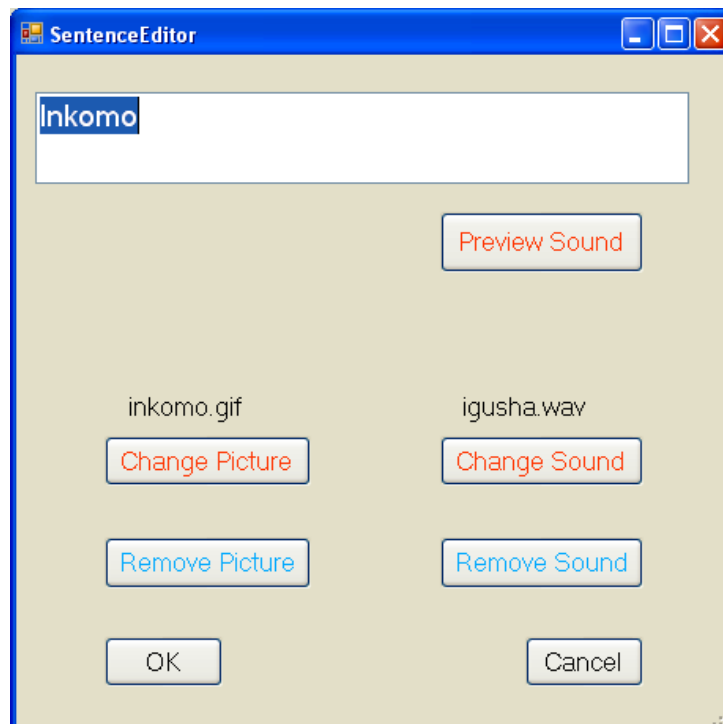 SentenceEditor
Inkomo
Preview Sound
inkomo.gif igusha.wav
Change Picture Change Sound
Remove Picture Remove Sound
OK Cancel